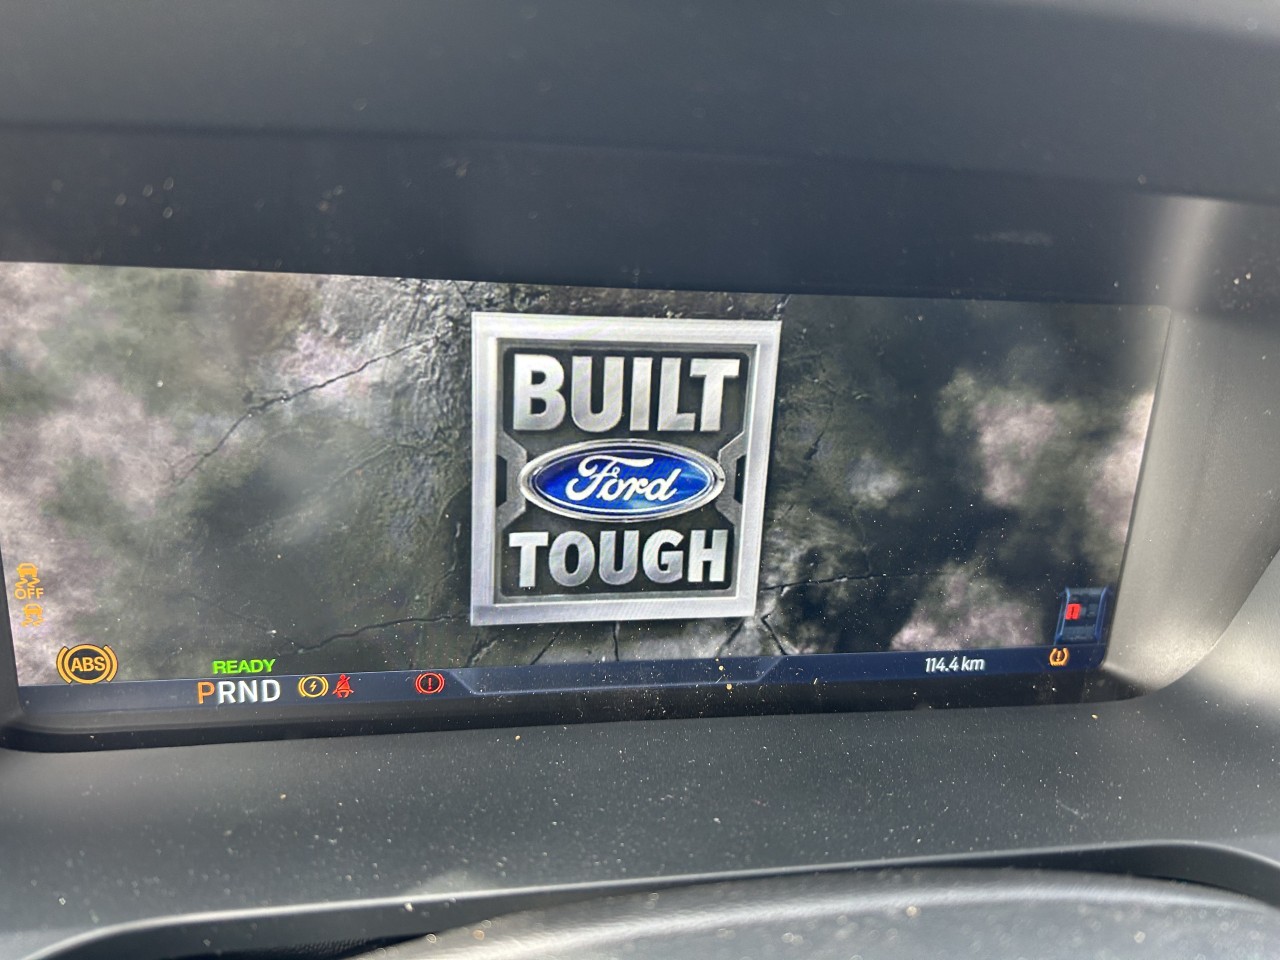 BUILT
Ford
TOUGH
OFF
ABS
READY
PRND
114.4 km